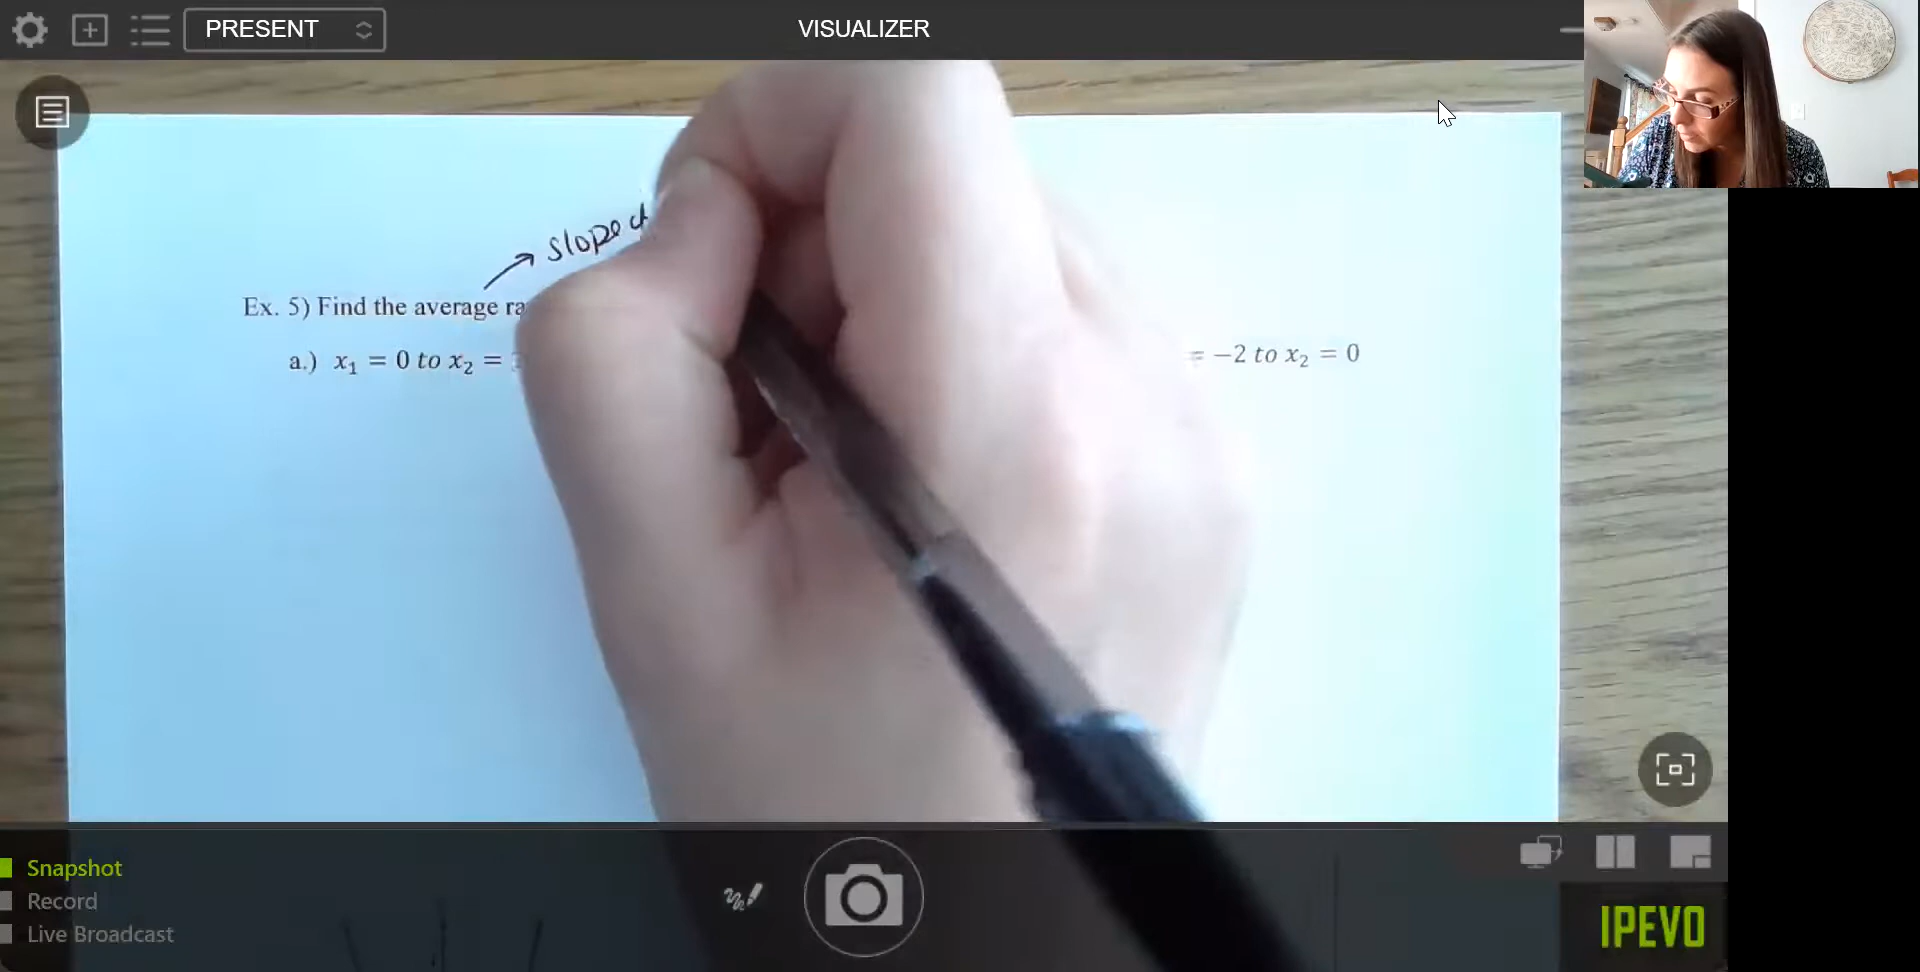 PRESENT
VISUALIZER
slope
Ex. 5) Find the average ra
a.) x₁ = 0 to x₂ =
= −2 to x₂ = 0
Snapshot
Record
Live Broadcast
IPEVO